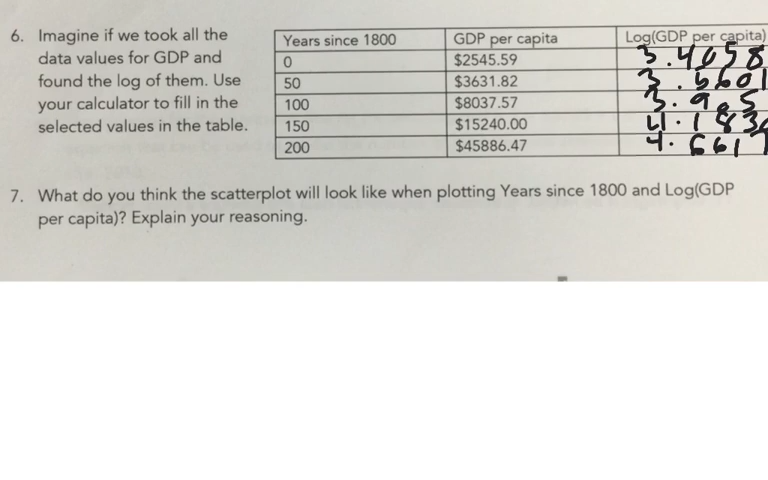 6. Imagine if we took all the
data values for GDP and
found the log of them. Use
your calculator to fill in the
selected values in the table.
Years since 1800 GDP per capita Log(GDP per capita)
0 $2545.59 3.4058
50 $3631.82 3.5601
100 $8037.57 3.905
150 $15240.00 4.183
200 $45886.47 4.6617
7. What do you think the scatterplot will look like when plotting Years since 1800 and Log(GDP
per capita)? Explain your reasoning.